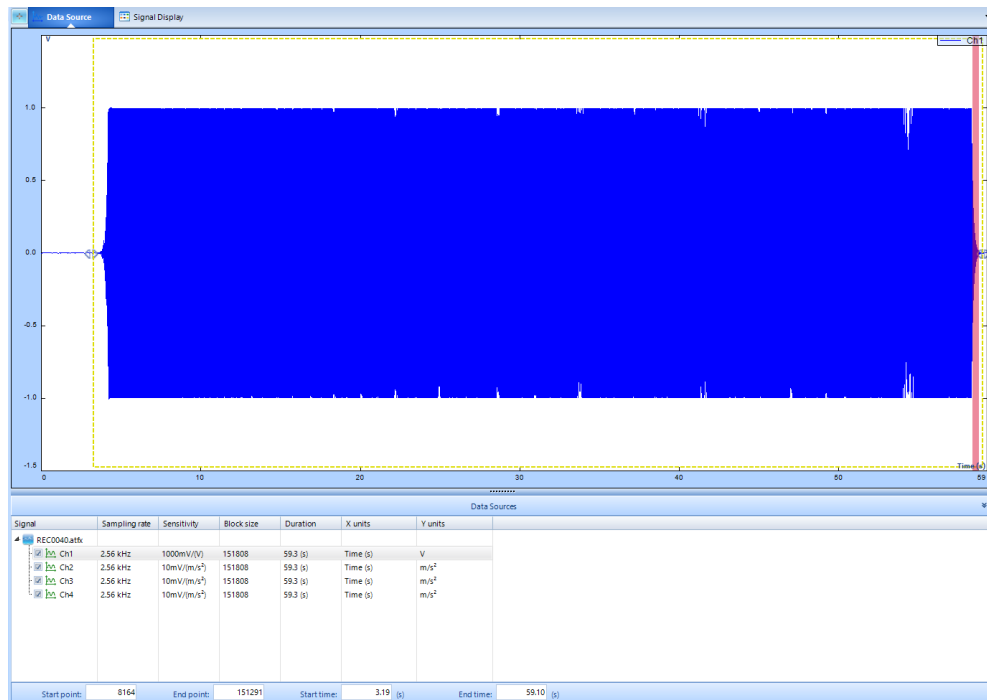 Data Source Signal Display
V
Ch1
1.0
0.5
0.0
-0.5
-1.0
-1.5
Time (s)
0 10 20 30 40 50 59
Data Sources
Signal Sampling rate Sensitivity Block size Duration X units Y units
REC0040.atfx
Ch1 2.56 kHz 1000mV/(V) 151808 59.3 (s) Time (s) V
Ch2 2.56 kHz 10mV/(m/s²) 151808 59.3 (s) Time (s) m/s²
Ch3 2.56 kHz 10mV/(m/s²) 151808 59.3 (s) Time (s) m/s²
Ch4 2.56 kHz 10mV/(m/s²) 151808 59.3 (s) Time (s) m/s²
Start point: 8164 End point: 151291 Start time: 3.19 (s) End time: 59.10 (s)